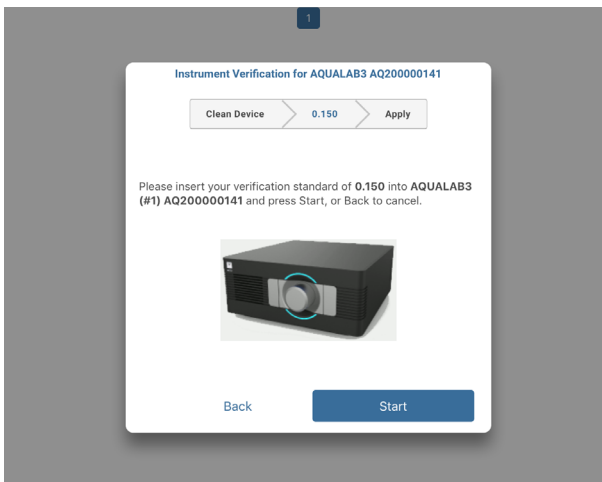 1
Instrument Verification for AQUALAB3 AQ200000141
Clean Device
0.150
Apply
Please insert your verification standard of 0.150 into AQUALAB3
(#1) AQ200000141 and press Start, or Back to cancel.
Back
Start